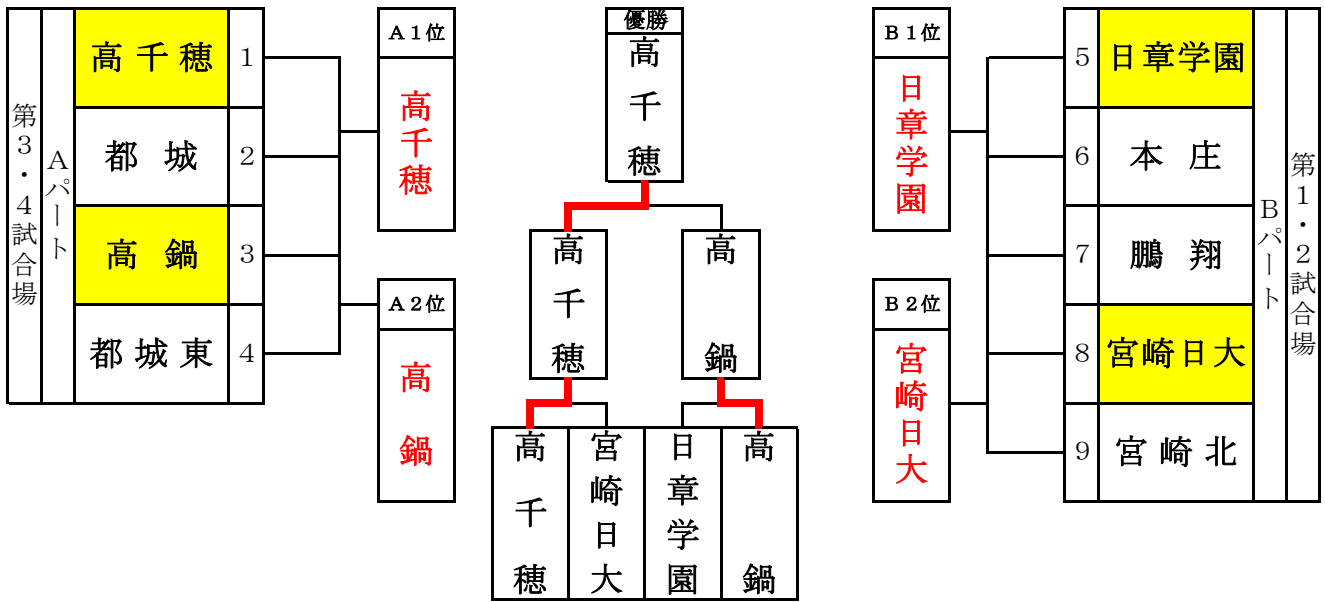 第３・４試合場
Ａパート
高千穂 1
都城 2
高鍋 3
都城東 4
Ａ１位
高千穂
Ａ２位
高鍋
優勝
高千穂
高千穂
高鍋
高千穂
宮崎日大
日章学園
高鍋
Ｂ１位
日章学園
Ｂ２位
宮崎日大
5 日章学園
6 本庄
7 鵬翔
8 宮崎日大
9 宮崎北
Ｂパート
第１・２試合場